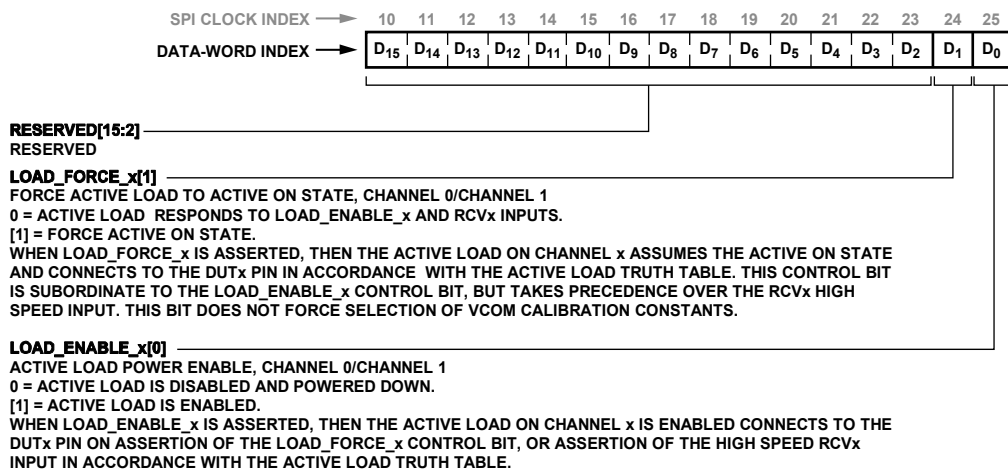 SPI CLOCK INDEX 10 11 12 13 14 15 16 17 18 19 20 21 22 23 24 25
DATA-WORD INDEX D15 D14 D13 D12 D11 D10 D9 D8 D7 D6 D5 D4 D3 D2 D1 D0
RESERVED[15:2]
RESERVED
LOAD_FORCE_x[1]
FORCE ACTIVE LOAD TO ACTIVE ON STATE, CHANNEL 0/CHANNEL 1
0 = ACTIVE LOAD RESPONDS TO LOAD_ENABLE_x AND RCVx INPUTS.
[1] = FORCE ACTIVE ON STATE.
WHEN LOAD_FORCE_x IS ASSERTED, THEN THE ACTIVE LOAD ON CHANNEL x ASSUMES THE ACTIVE ON STATE
AND CONNECTS TO THE DUTx PIN IN ACCORDANCE WITH THE ACTIVE LOAD TRUTH TABLE. THIS CONTROL BIT
IS SUBORDINATE TO THE LOAD_ENABLE_x CONTROL BIT, BUT TAKES PRECEDENCE OVER THE RCVx HIGH
SPEED INPUT. THIS BIT DOES NOT FORCE SELECTION OF VCOM CALIBRATION CONSTANTS.
LOAD_ENABLE_x[0]
ACTIVE LOAD POWER ENABLE, CHANNEL 0/CHANNEL 1
0 = ACTIVE LOAD IS DISABLED AND POWERED DOWN.
[1] = ACTIVE LOAD IS ENABLED.
WHEN LOAD_ENABLE_x IS ASSERTED, THEN THE ACTIVE LOAD ON CHANNEL x IS ENABLED CONNECTS TO THE
DUTx PIN ON ASSERTION OF THE LOAD_FORCE_x CONTROL BIT, OR ASSERTION OF THE HIGH SPEED RCVx
INPUT IN ACCORDANCE WITH THE ACTIVE LOAD TRUTH TABLE.